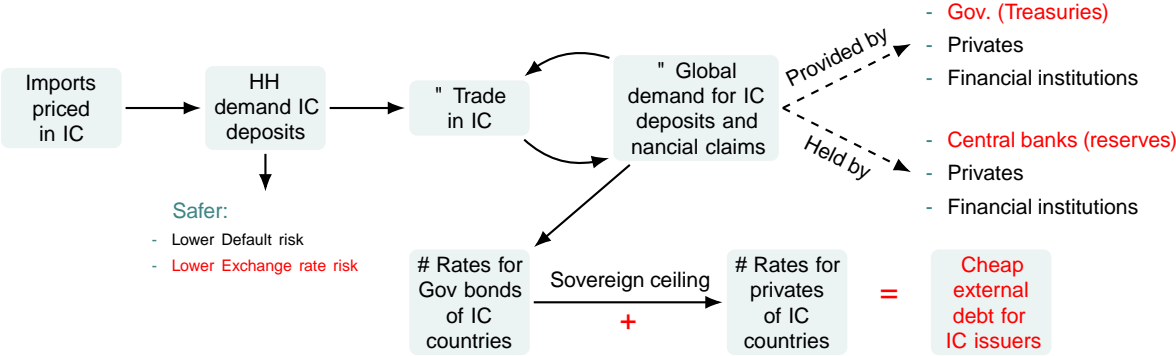 Imports
priced
in IC
HH
demand IC
deposits
Safer:
- Lower Default risk
- Lower Exchange rate risk
" Trade
in IC
" Global
demand for IC
deposits and
nancial claims
Provided by
- Gov. (Treasuries)
- Privates
- Financial institutions
Held by
- Central banks (reserves)
- Privates
- Financial institutions
# Rates for
Gov bonds
of IC
countries
Sovereign ceiling
+
# Rates for
privates
of IC
countries
=
Cheap
external
debt for
IC issuers